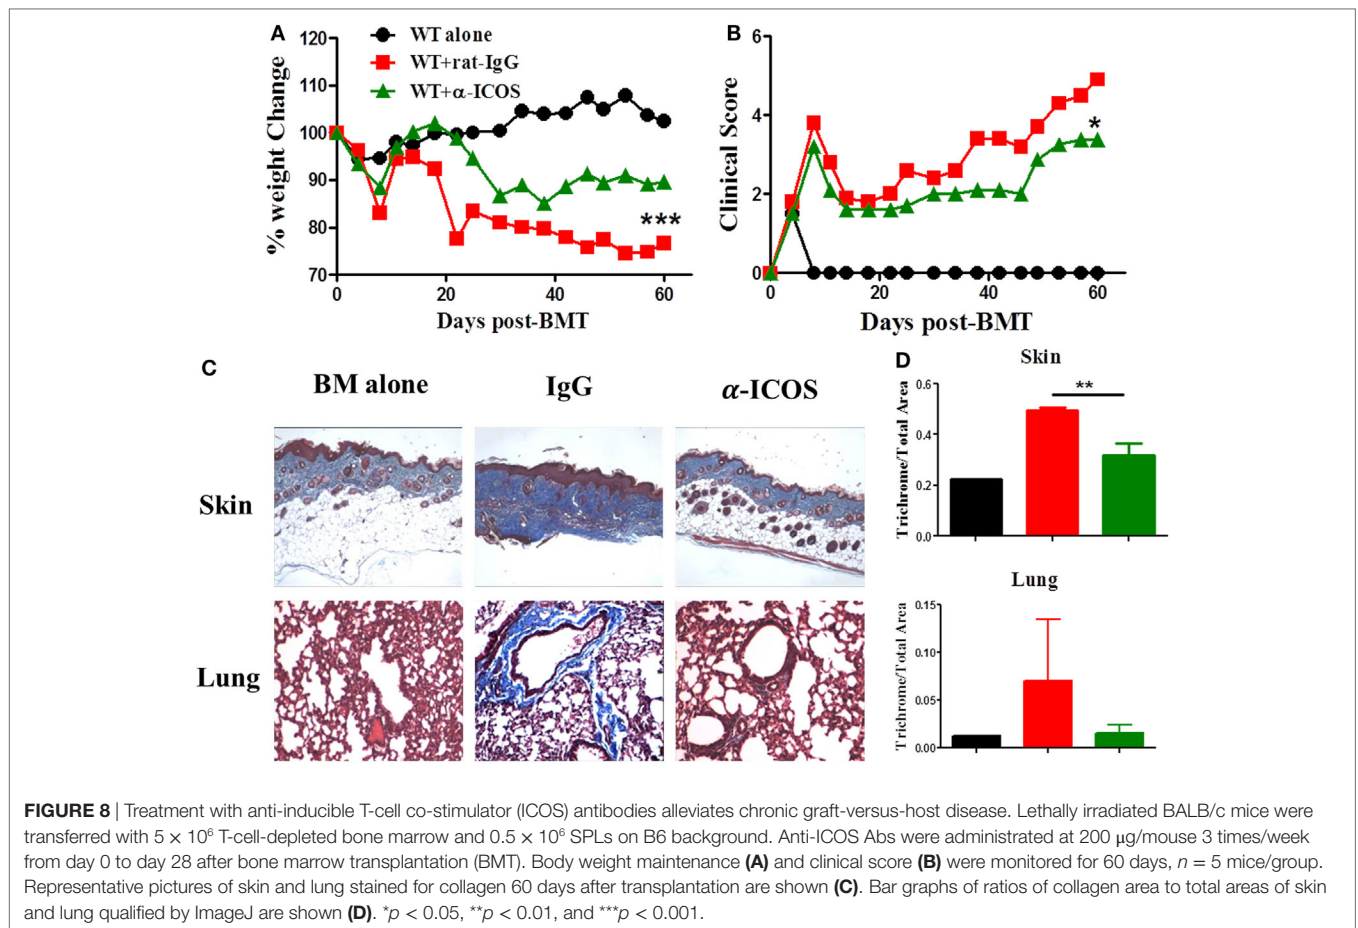 A
120
110
100
90
80
70
% weight Change
WT alone
WT+rat-IgG
WT+α-ICOS
***
0
20
40
60
Days post-BMT
B
6
4
2
0
Clinical Score
*
0
20
40
60
Days post-BMT
C
BM alone
IgG
α-ICOS
Skin
Lung
D
Skin
0.6
0.4
0.2
0.0
Trichrome/Total Area
**
Lung
0.15
0.10
0.05
0.00
Trichrome/Total Area
FIGURE 8 | Treatment with anti-inducible T-cell co-stimulator (ICOS) antibodies alleviates chronic graft-versus-host disease. Lethally irradiated BALB/c mice were
transferred with 5 × 10⁶ T-cell-depleted bone marrow and 0.5 × 10⁶ SPLs on B6 background. Anti-ICOS Abs were administrated at 200 μg/mouse 3 times/week
from day 0 to day 28 after bone marrow transplantation (BMT). Body weight maintenance (A) and clinical score (B) were monitored for 60 days, n = 5 mice/group.
Representative pictures of skin and lung stained for collagen 60 days after transplantation are shown (C). Bar graphs of ratios of collagen area to total areas of skin
and lung qualified by ImageJ are shown (D). *p < 0.05, **p < 0.01, and ***p < 0.001.